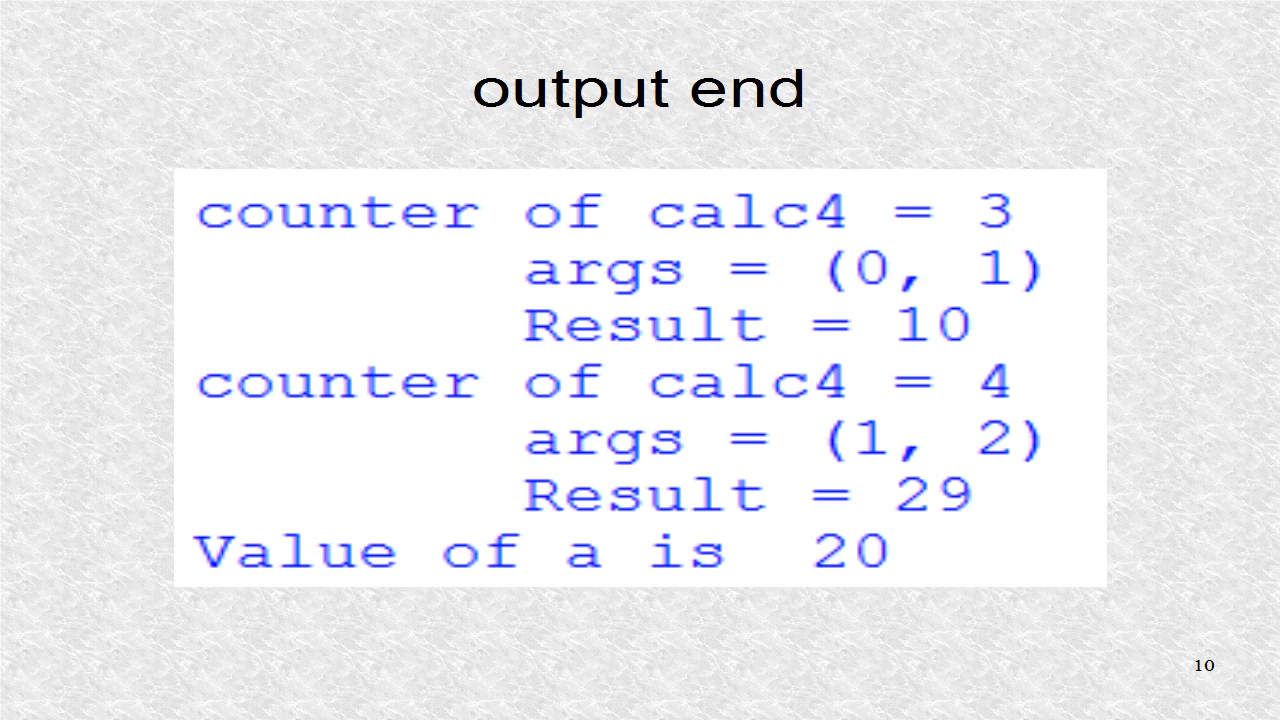 output end
counter of calc4 = 3
args = (0, 1)
Result = 10
counter of calc4 = 4
args = (1, 2)
Result = 29
Value of a is  20
10